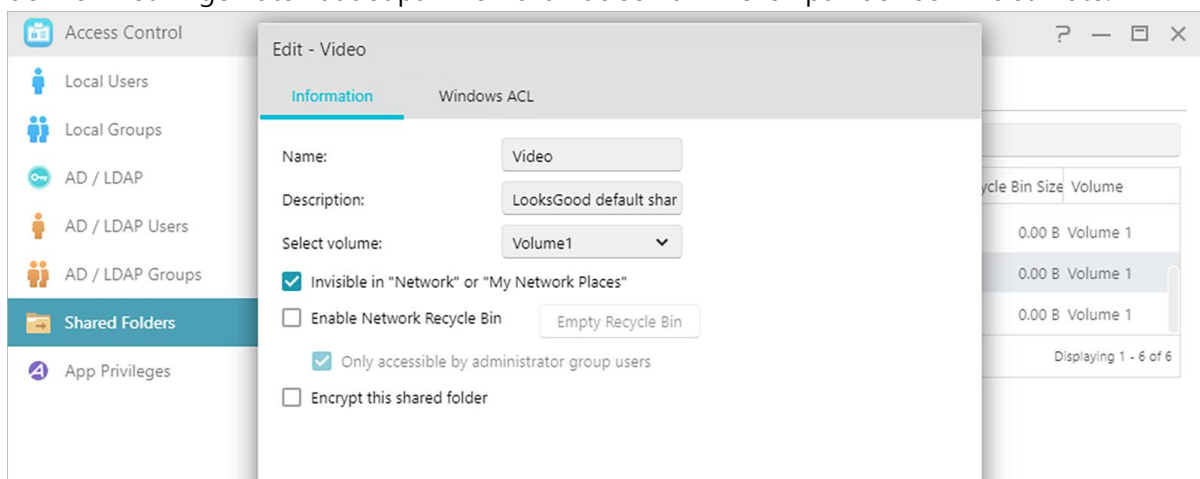 Access Control
Local Users
Local Groups
AD / LDAP
AD / LDAP Users
AD / LDAP Groups
Shared Folders
App Privileges
Edit - Video
Information Windows ACL
Name: Video
Description: LooksGood default shar
Select volume: Volume1
Invisible in "Network" or "My Network Places"
Enable Network Recycle Bin Empty Recycle Bin
Only accessible by administrator group users
Encrypt this shared folder
Bin Size Volume
0.00 B Volume 1
0.00 B Volume 1
0.00 B Volume 1
Displaying 1 - 6 of 6